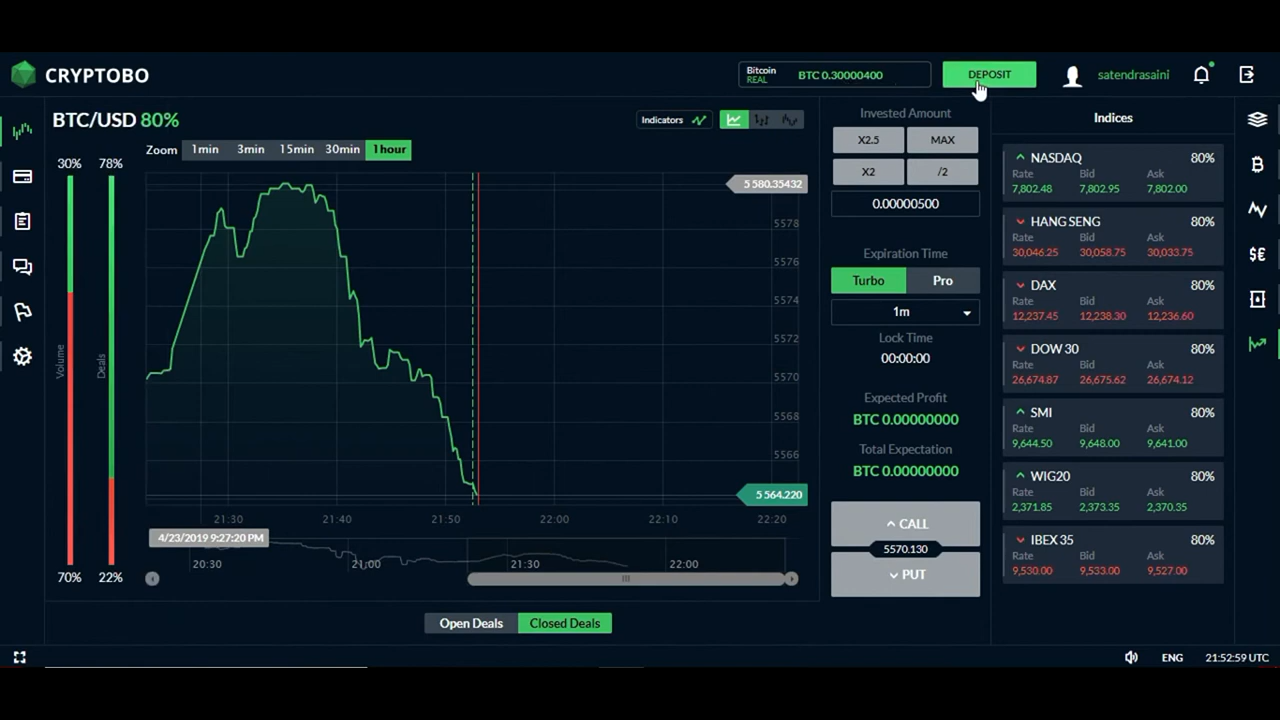 CRYPTOBO
Bitcoin
REAL
BTC 0.30000400
DEPOSIT
satendrasaini
BTC/USD 80%
Indicators
Zoom
1min
3min
15min
30min
1hour
30%
78%
Volume
Deals
70%
22%
5 580.35432
5578
5576
5574
5572
5570
5568
5566
5 564.220
21:30
21:40
21:50
22:00
22:10
22:20
4/23/2019 9:27:20 PM
20:30
21:00
21:30
22:00
Open Deals
Closed Deals
Invested Amount
X2.5
MAX
X2
/2
0.00000500
Expiration Time
Turbo
Pro
1m
Lock Time
00:00:00
Expected Profit
BTC 0.00000000
Total Expectation
BTC 0.00000000
CALL
5570.130
PUT
Indices
NASDAQ 80%
Rate Bid Ask
7,802.48 7,802.95 7,802.00
HANG SENG 80%
Rate Bid Ask
30,046.25 30,058.75 30,033.75
DAX 80%
Rate Bid Ask
12,237.45 12,238.30 12,236.60
DOW 30 80%
Rate Bid Ask
26,674.87 26,675.62 26,674.12
SMI 80%
Rate Bid Ask
9,644.50 9,648.00 9,641.00
WIG20 80%
Rate Bid Ask
2,371.85 2,373.35 2,370.35
IBEX 35 80%
Rate Bid Ask
9,530.00 9,533.00 9,527.00
ENG
21:52:59 UTC